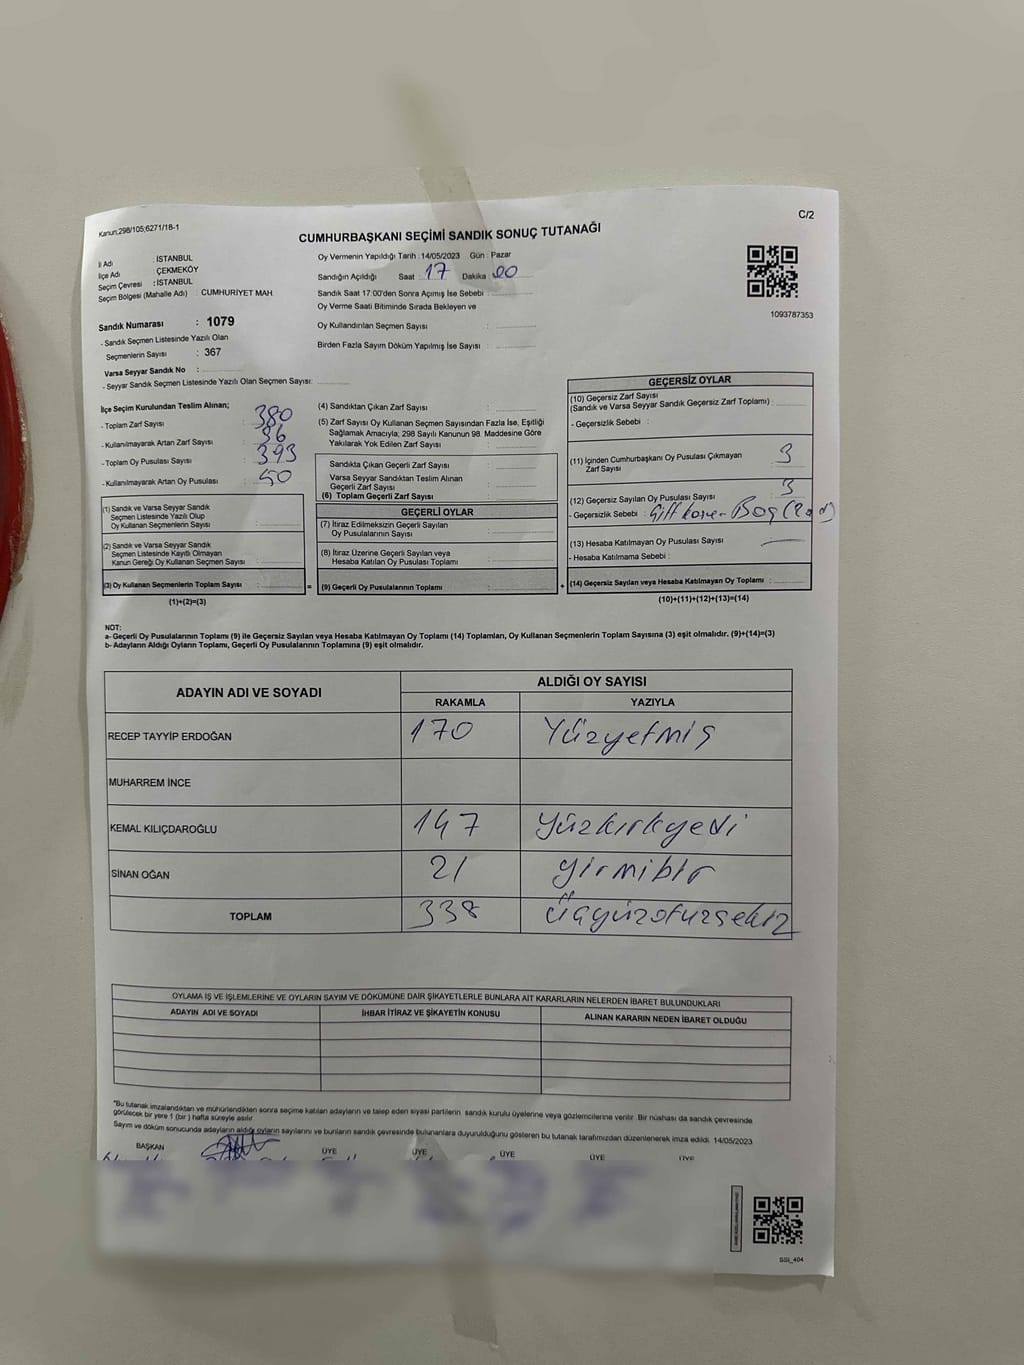 Kanun;298/105;6271/18-1
C/2
CUMHURBAŞKANI SEÇİMİ SANDIK SONUÇ TUTANAĞI
İl Adı : İSTANBUL
İlçe Adı : ÇEKMEKÖY
Seçim Çevresi : İSTANBUL
Seçim Bölgesi (Mahalle Adı) : CUMHURİYET MAH
Sandık Numarası : 1079
- Sandık Seçmen Listesinde Yazılı Olan
Seçmenlerin Sayısı : 367
Varsa Seyyar Sandık No :
- Seyyar Sandık Seçmen Listesinde Yazılı Olan Seçmen Sayısı:
Oy Vermenin Yapıldığı Tarih : 14/05/2023 Gün : Pazar
Sandığın Açıldığı Saat 17 Dakika : 00
Sandık Saat 17.00'den Sonra Açılmış İse Sebebi :
Oy Verme Saati Bitiminde Sırada Bekleyen ve
Oy Kullandırılan Seçmen Sayısı :
Birden Fazla Sayım Döküm Yapılmış İse Sayısı :
1093787353
İlçe Seçim Kurulundan Teslim Alınan;
- Toplam Zarf Sayısı : 380
- Kullanılmayarak Artan Zarf Sayısı : 36
- Toplam Oy Pusulası Sayısı : 393
- Kullanılmayarak Artan Oy Pusulası : 50
(1) Sandık ve Varsa Seyyar Sandık
Seçmen Listesinde Yazılı Olup
Oy Kullanan Seçmenlerin Sayısı :
(2) Sandık ve Varsa Seyyar Sandık
Seçmen Listesinde Kayıtlı Olmayan
Kanun Gereği Oy Kullanan Seçmen Sayısı :
(3) Oy Kullanan Seçmenlerin Toplam Sayısı :
=
(1)+(2)=(3)
(4) Sandıktan Çıkan Zarf Sayısı :
(5) Zarf Sayısı Oy Kullanan Seçmen Sayısından Fazla İse, Eşitliği
Sağlamak Amacıyla, 298 Sayılı Kanunun 98. Maddesine Göre
Yakılarak Yok Edilen Zarf Sayısı :
Sandıkta Çıkan Geçerli Zarf Sayısı :
Varsa Seyyar Sandıktan Teslim Alınan
Geçerli Zarf Sayısı :
(6) Toplam Geçerli Zarf Sayısı :
GEÇERLİ OYLAR
(7) İtiraz Edilmeksizin Geçerli Sayılan
Oy Pusulalarının Sayısı :
(8) İtiraz Üzerine Geçerli Sayılan veya
Hesaba Katılan Oy Pusulası Toplamı :
(9) Geçerli Oy Pusulalarının Toplamı :
+
GEÇERSİZ OYLAR
(10) Geçersiz Zarf Sayısı
(Sandık ve Varsa Seyyar Sandık Geçersiz Zarf Toplamı) :
- Geçersizlik Sebebi :
(11) İçinden Cumhurbaşkanı Oy Pusulası Çıkmayan
Zarf Sayısı : 3
(12) Geçersiz Sayılan Oy Pusulası Sayısı : 3
- Geçersizlik Sebebi : Boş
(13) Hesaba Katılmayan Oy Pusulası Sayısı :
- Hesaba Katılmama Sebebi :
(14) Geçersiz Sayılan veya Hesaba Katılmayan Oy Toplamı :
(10)+(11)+(12)+(13)=(14)
NOT:
a- Geçerli Oy Pusulalarının Toplamı (9) ile Geçersiz Sayılan veya Hesaba Katılmayan Oy Toplamı (14) Toplamları, Oy Kullanan Seçmenlerin Toplam Sayısına (3) eşit olmalıdır. (9)+(14)=(3)
b- Adayların Aldığı Oyların Toplamı, Geçerli Oy Pusulalarının Toplamına (9) eşit olmalıdır.
ADAYIN ADI VE SOYADI
ALDIĞI OY SAYISI
RAKAMLA YAZIYLA
RECEP TAYYİP ERDOĞAN 170 Yüzyetmiş
MUHARREM İNCE
KEMAL KILIÇDAROĞLU 147 yüzkırkyedi
SİNAN OĞAN 21 yirmibir
TOPLAM 338 üçyüzotuzsekiz
OYLAMA İŞ VE İŞLEMLERİNE VE OYLARIN SAYIM VE DÖKÜMÜNE DAİR ŞİKAYETLERLE BUNLARA AİT KARARLARIN NELERDEN İBARET BULUNDUKLARI
ADAYIN ADI VE SOYADI İHBAR İTİRAZ VE ŞİKAYETİN KONUSU ALINAN KARARIN NEDEN İBARET OLDUĞU
"Bu tutanak imzalandıktan ve mühürlendikten sonra seçime katılan adayların ve talep eden siyasi partilerin sandık kurulu üyelerine veya gözlemcilerine verilir. Bir nüshası da sandık çevresinde
görülecek bir yere 1 (bir) hafta süreyle asılır.
Sayım ve döküm sonucunda adayların aldığı oyların sayılarını ve bunların sandık çevresinde bulunanlara duyurulduğunu gösteren bu tutanak tarafımızdan düzenlenerek imza edildi. 14/05/2023
BAŞKAN ÜYE ÜYE ÜYE ÜYE ÜYE
SSI_404